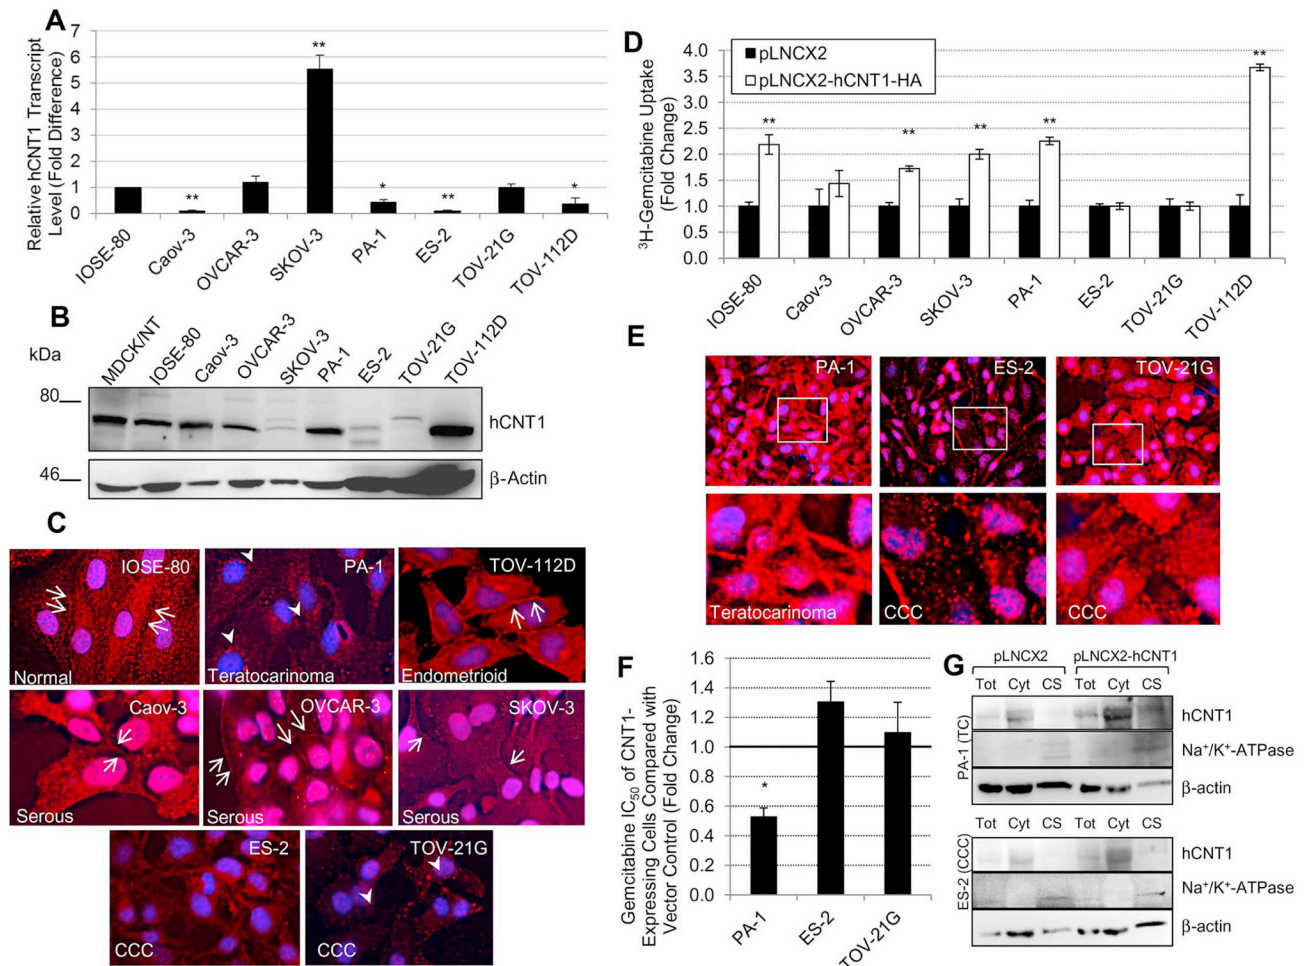 A
Relative hCNT1 Transcript
Level (Fold Difference)
7
6
5
4
3
2
1
0
**
**
*
**
*
IOSE-80
Caov-3
OVCAR-3
SKOV-3
PA-1
ES-2
TOV-21G
TOV-112D
B
kDa
80
46
MDCK/NT
IOSE-80
Caov-3
OVCAR-3
SKOV-3
PA-1
ES-2
TOV-21G
TOV-112D
hCNT1
β-Actin
C
IOSE-80
Normal
PA-1
Teratocarinoma
TOV-112D
Endometrioid
Caov-3
Serous
OVCAR-3
Serous
SKOV-3
Serous
ES-2
CCC
TOV-21G
CCC
D
³H-Gemcitabine Uptake
(Fold Change)
4.0
3.5
3.0
2.5
2.0
1.5
1.0
0.5
0.0
pLNCX2
pLNCX2-hCNT1-HA
**
**
**
**
**
IOSE-80
Caov-3
OVCAR-3
SKOV-3
PA-1
ES-2
TOV-21G
TOV-112D
E
PA-1
ES-2
TOV-21G
Teratocarinoma
CCC
CCC
F
Gemcitabine IC50 of CNT1-
Expressing Cells Compared with
Vector Control (Fold Change)
1.6
1.4
1.2
1.0
0.8
0.6
0.4
0.2
0.0
*
PA-1
ES-2
TOV-21G
G
pLNCX2
pLNCX2-hCNT1
Tot Cyt CS Tot Cyt CS
PA-1 (TC)
hCNT1
Na⁺/K⁺-ATPase
β-actin
Tot Cyt CS Tot Cyt CS
ES-2 (CCC)
hCNT1
Na⁺/K⁺-ATPase
β-actin